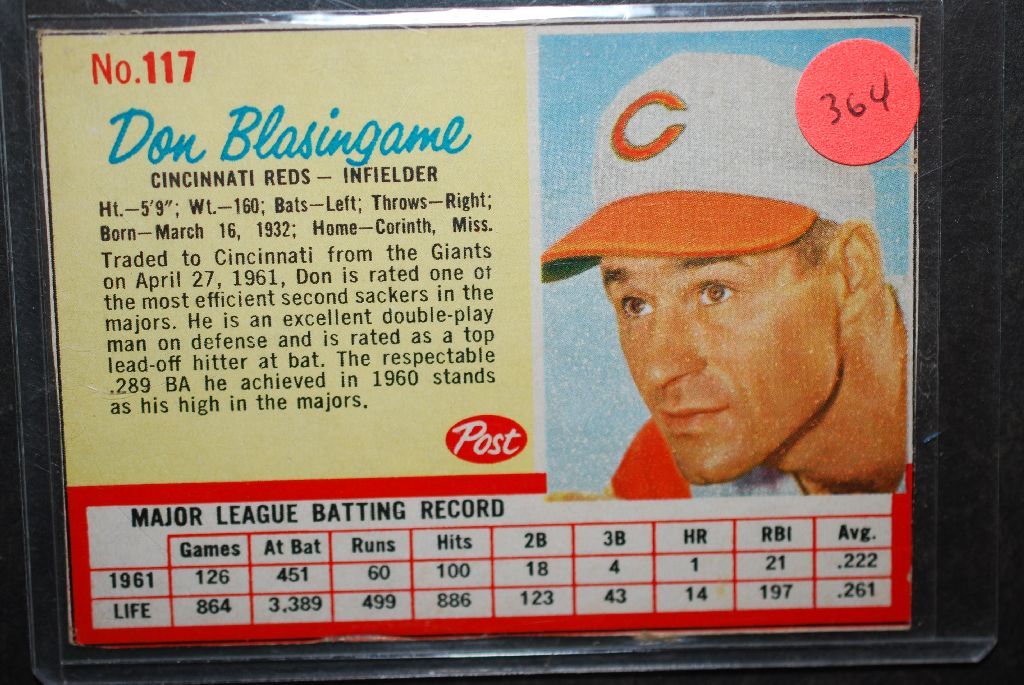 No.117
Don Blasingame
CINCINNATI REDS — INFIELDER
Ht.—5'9"; Wt.—160; Bats—Left; Throws—Right;
Born—March 16, 1932; Home—Corinth, Miss.
Traded to Cincinnati from the Giants
on April 27, 1961, Don is rated one of
the most efficient second sackers in the
majors. He is an excellent double-play
man on defense and is rated as a top
lead-off hitter at bat. The respectable
.289 BA he achieved in 1960 stands
as his high in the majors.
Post
C
364
MAJOR LEAGUE BATTING RECORD
Games At Bat Runs Hits 2B 3B HR RBI Avg.
1961 126 451 60 100 18 4 1 21 .222
LIFE 864 3,389 499 886 123 43 14 197 .261